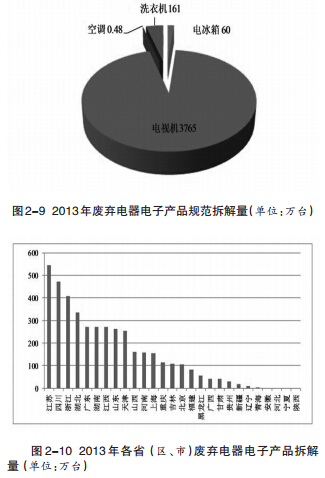 洗衣机161
空调0.48
电冰箱60
电视机3765
图2-9 2013年废弃电器电子产品规范拆解量(单位:万台)
600
500
400
300
200
100
0
江苏
四川
浙江
湖北
广东
湖南
江西
山东
天津
山西
河南
上海
重庆
吉林
北京
福建
黑龙江
广西
甘肃
贵州
新疆
辽宁
青海
安徽
河北
宁夏
陕西
图2-10 2013年各省(区、市)废弃电器电子产品拆解
量(单位:万台)